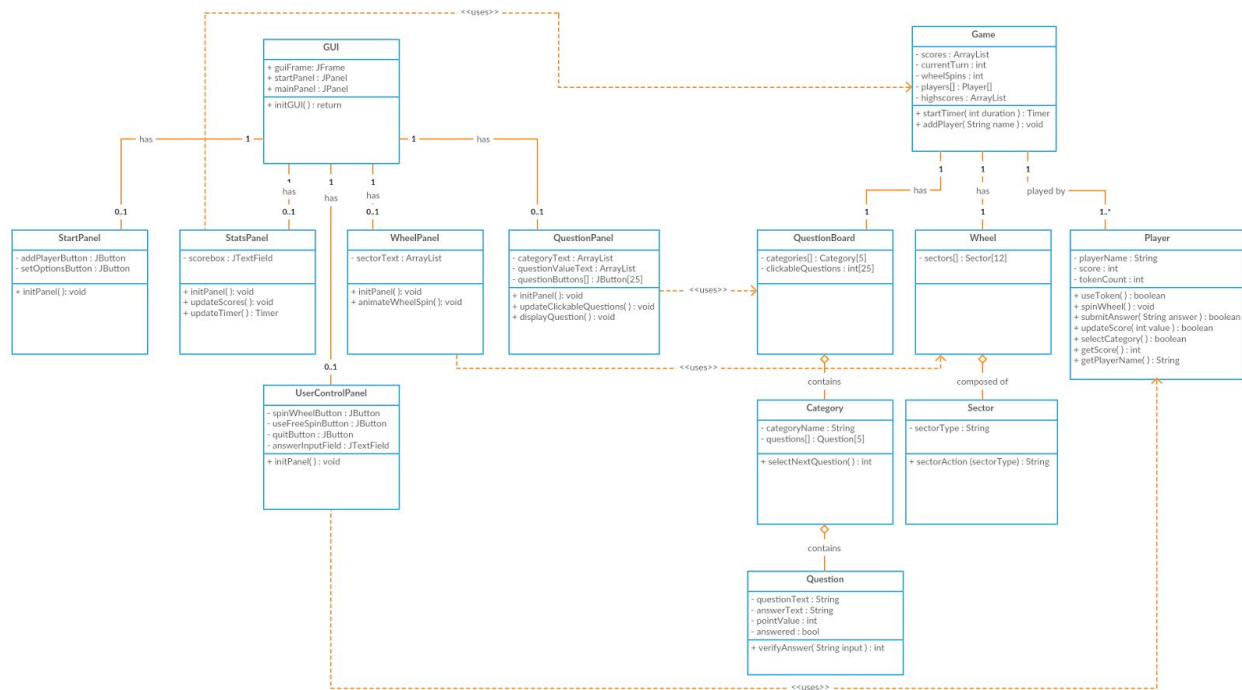 <<uses>>
GUI
+ guiFrame: JFrame
+ startPanel : JPanel
+ mainPanel : JPanel
+ initGUI( ) : return
Game
- scores : ArrayList
- currentTurn : int
- wheelSpins : int
- players[] : Player[]
- highscores : ArrayList
+ startTimer( int duration ) : Timer
+ addPlayer( String name ) : void
has
1
1
has
1
has
1
has
1
has
1
has
1
has
1
played by
0..1
0..1
0..1
0..1
1
1
1..*
StartPanel
- addPlayerButton : JButton
- setOptionsButton : JButton
+ initPanel( ): void
StatsPanel
- scorebox : JTextField
+ initPanel( ): void
+ updateScores( ): void
+ updateTimer( ) : Timer
WheelPanel
- sectorText : ArrayList
+ initPanel( ): void
+ animateWheelSpin( ): void
QuestionPanel
- categoryText : ArrayList
- questionValueText : ArrayList
- questionButtons[] : JButton[25]
+ initPanel( ): void
+ updateClickableQuestions( ) : void
+ displayQuestion( ) : void
<<uses>>
QuestionBoard
- categories[] : Category[5]
- clickableQuestions : int[25]
Wheel
- sectors[] : Sector[12]
Player
- playerName : String
- score : int
- tokenCount : int
+ useToken( ) : boolean
+ spinWheel( ) : void
+ submitAnswer( String answer ) : boolean
+ updateScore( int value ) : boolean
+ selectCategory( ) : boolean
+ getScore( ) : int
+ getPlayerName( ) : String
0..1
<<uses>>
contains
composed of
UserControlPanel
- spinWheelButton : JButton
- useFreeSpinButton : JButton
- quitButton : JButton
- answerInputField : JTextField
+ initPanel( ) : void
Category
- categoryName : String
- questions[] : Question[5]
+ selectNextQuestion( ) : int
Sector
- sectorType : String
+ sectorAction (sectorType) : String
contains
Question
- questionText : String
- answerText : String
- pointValue : int
- answered : bool
+ verifyAnswer( String input ) : int
<<uses>>